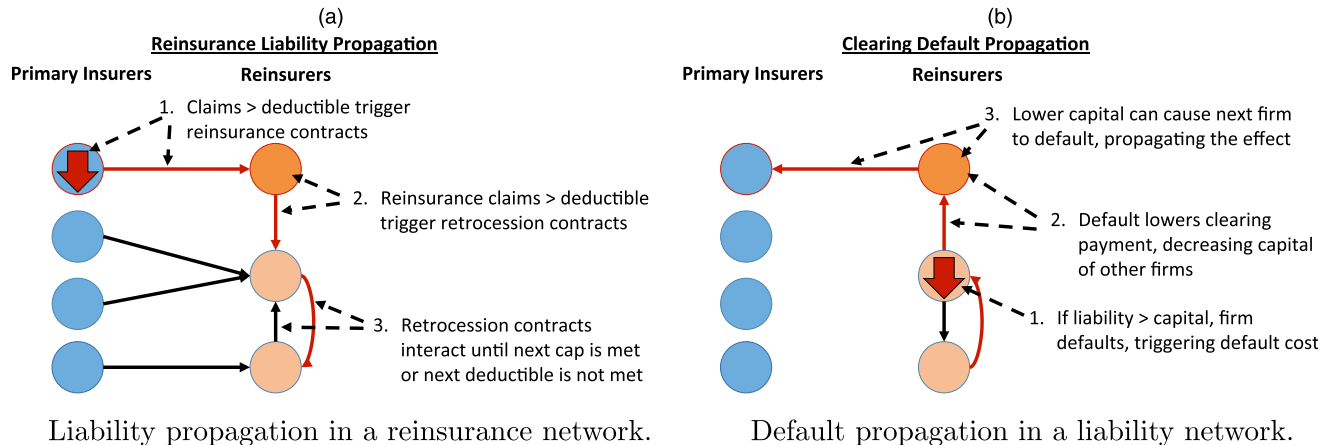 (a)
Reinsurance Liability Propagation
Primary Insurers
Reinsurers
1. Claims > deductible trigger
reinsurance contracts
2. Reinsurance claims > deductible
trigger retrocession contracts
3. Retrocession contracts
interact until next cap is met
or next deductible is not met
Liability propagation in a reinsurance network.
(b)
Clearing Default Propagation
Primary Insurers
Reinsurers
3. Lower capital can cause next firm
to default, propagating the effect
2. Default lowers clearing
payment, decreasing capital
of other firms
1. If liability > capital, firm
defaults, triggering default cost
Default propagation in a liability network.